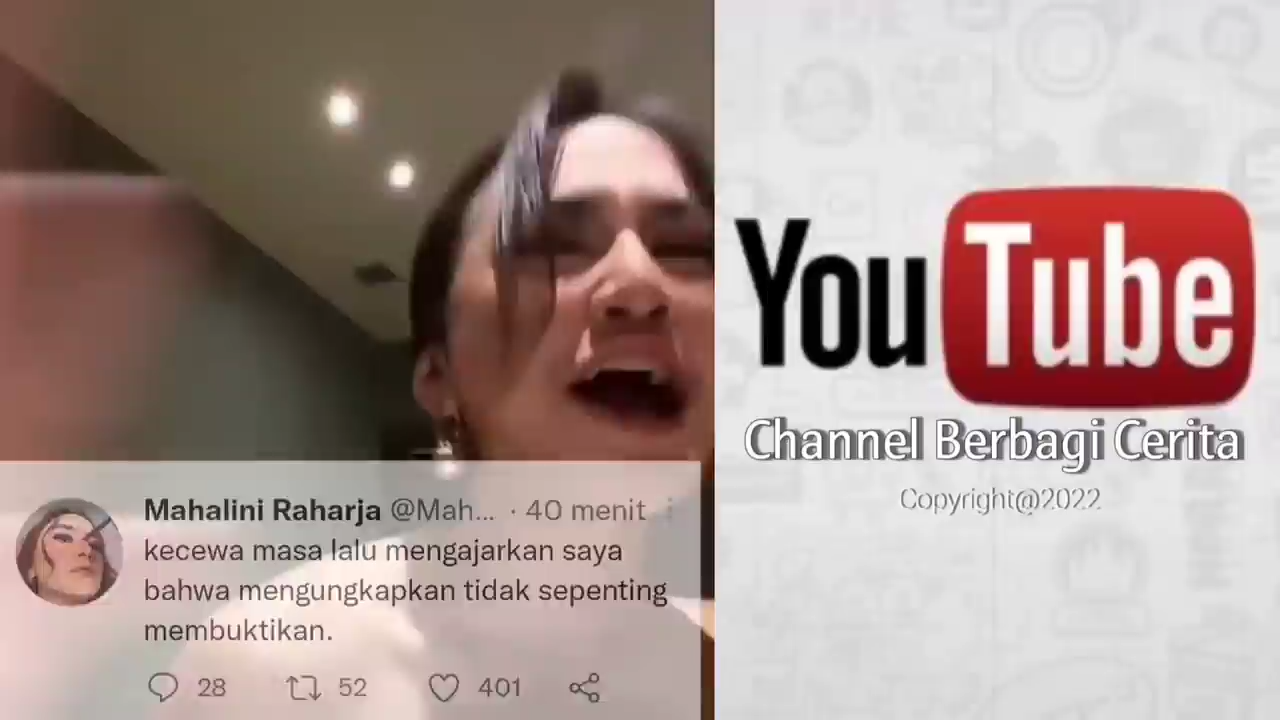 Mahalini Raharja @Mah... · 40 menit
kecewa masa lalu mengajarkan saya
bahwa mengungkapkan tidak sepenting
membuktikan.
28 52 401
YouTube
Channel Berbagi Cerita
Copyright@2022